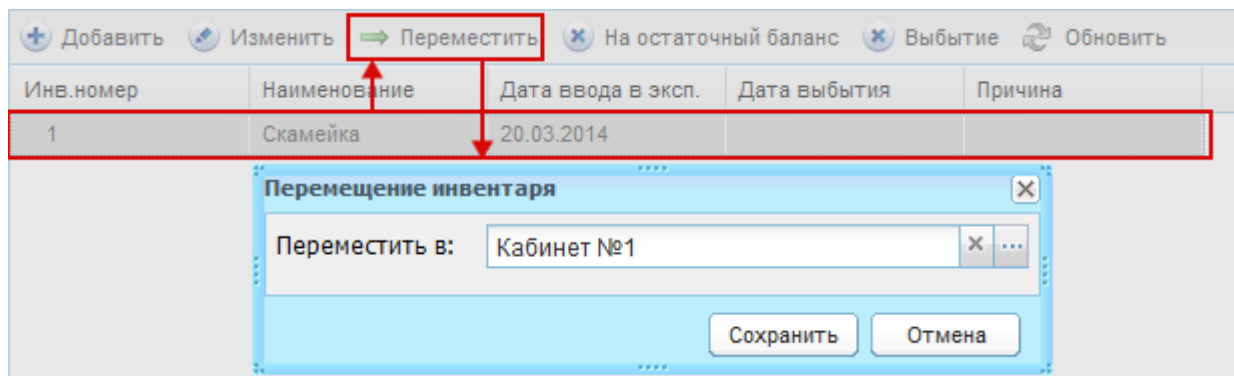 Добавить Изменить Переместить На остаточный баланс Выбытие Обновить
Инв.номер Наименование Дата ввода в эксп. Дата выбытия Причина
1 Скамейка 20.03.2014
Перемещение инвентаря
Переместить в: Кабинет №1
Сохранить Отмена